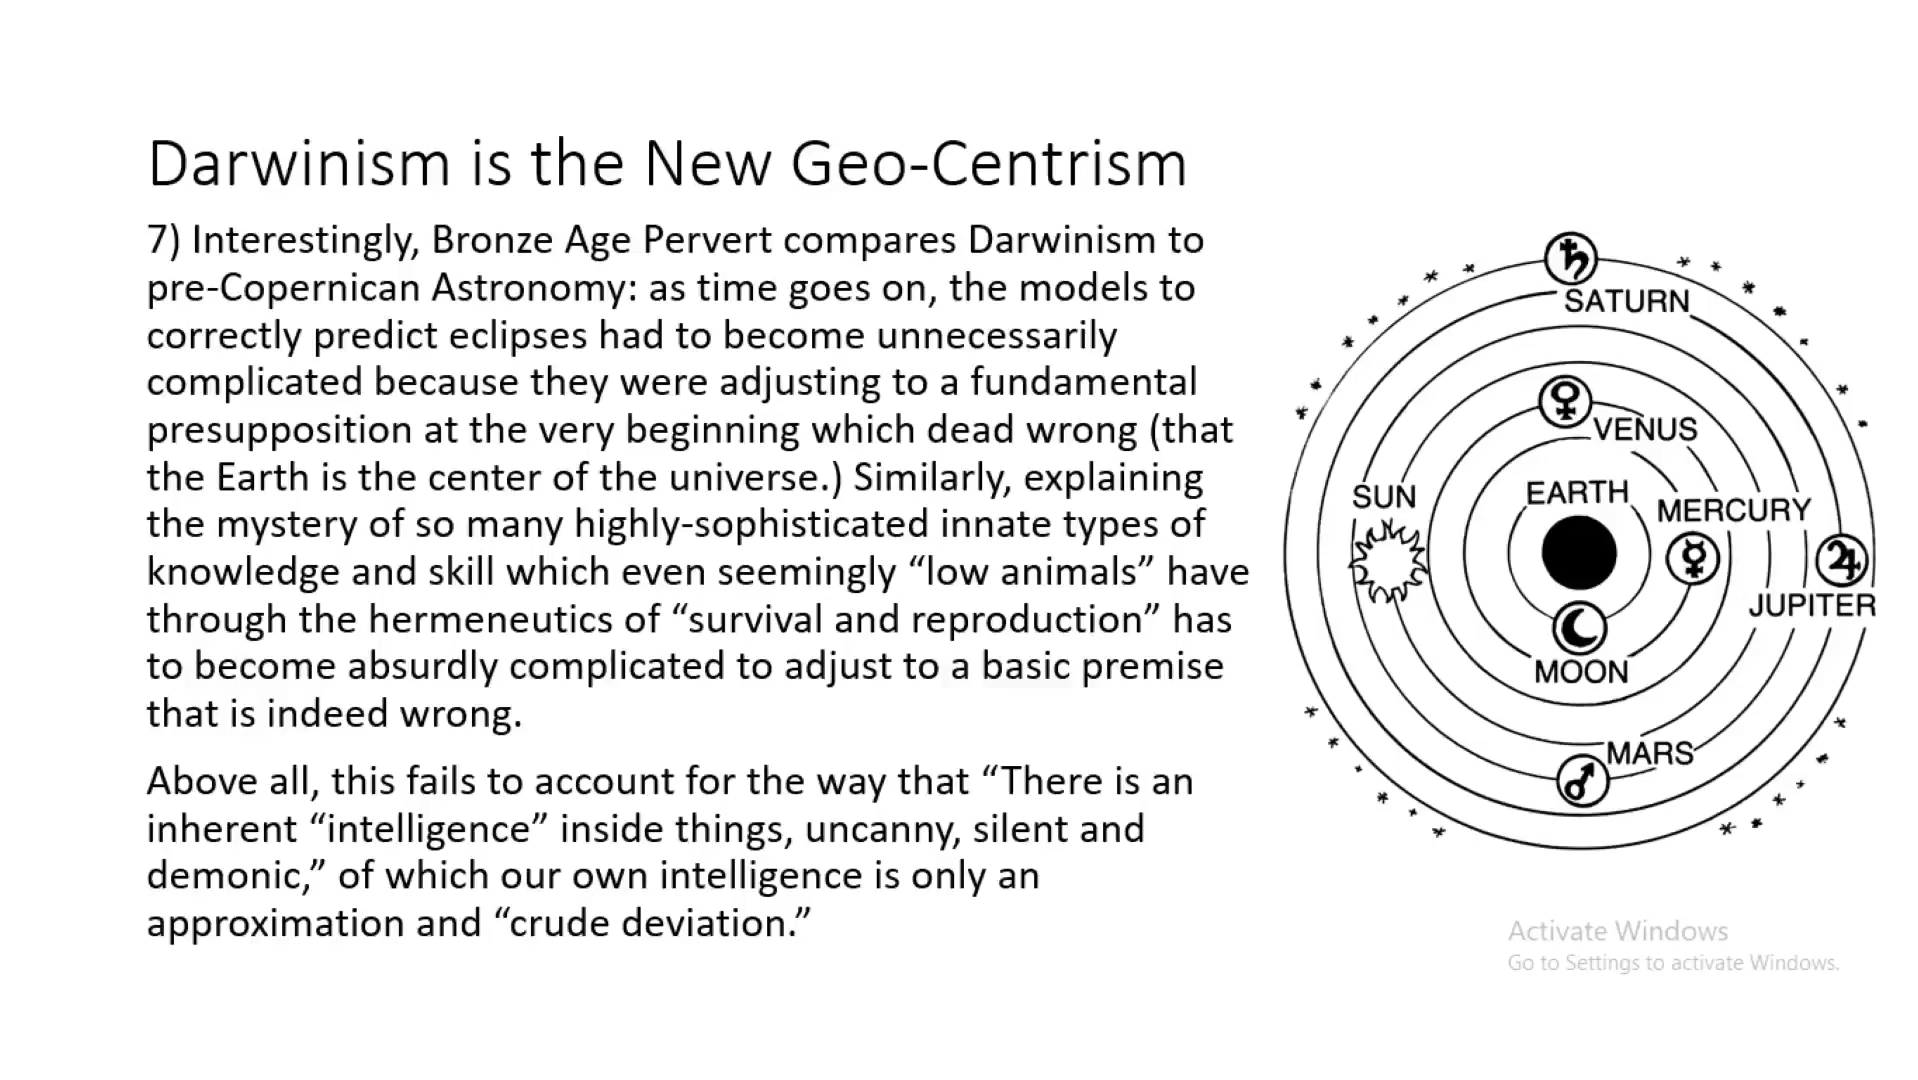 Darwinism is the New Geo-Centrism
7) Interestingly, Bronze Age Pervert compares Darwinism to
pre-Copernican Astronomy: as time goes on, the models to
correctly predict eclipses had to become unnecessarily
complicated because they were adjusting to a fundamental
presupposition at the very beginning which dead wrong (that
the Earth is the center of the universe.) Similarly, explaining
the mystery of so many highly-sophisticated innate types of
knowledge and skill which even seemingly “low animals” have
through the hermeneutics of “survival and reproduction” has
to become absurdly complicated to adjust to a basic premise
that is indeed wrong.
Above all, this fails to account for the way that “There is an
inherent “intelligence” inside things, uncanny, silent and
demonic,” of which our own intelligence is only an
approximation and “crude deviation.”
SATURN
VENUS
SUN
EARTH
MERCURY
JUPITER
MOON
MARS
Activate Windows
Go to Settings to activate Windows.